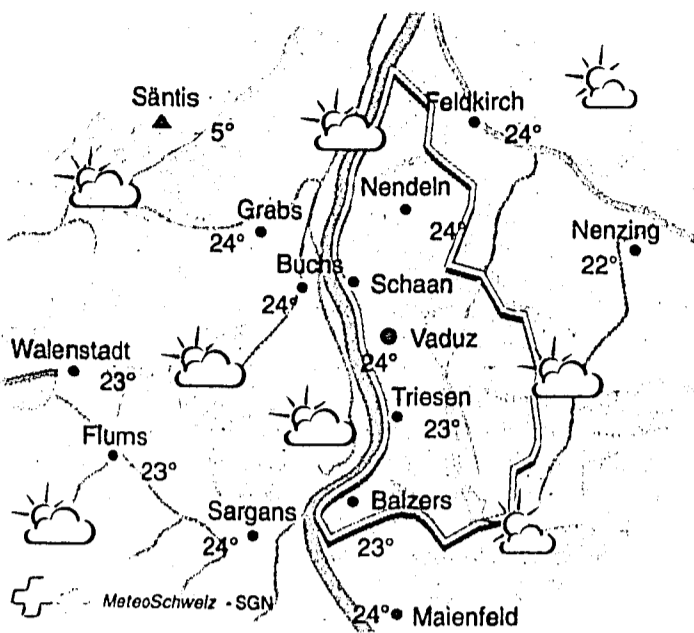 Säntis
5°
Feldkirch
24°
Nendeln
24°
Grabs
24°
Nenzing
22°
Buchs
24°
Schaan
Vaduz
24°
Walenstadt
23°
Triesen
23°
Flums
23°
Balzers
23°
Sargans
24°
MeteoSchweiz • SGN
24° Maienfeld